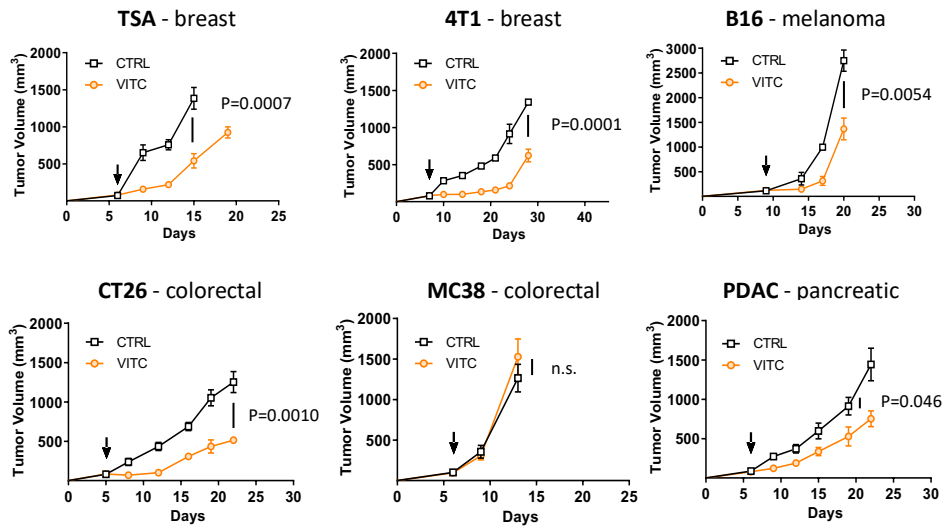 TSA - breast
2000
1500
1000
500
Tumor Volume (mm³)
CTRL
VITC
P=0.0007
0 5 10 15 20 25
Days
4T1 - breast
2000
1500
1000
500
Tumor Volume (mm³)
CTRL
VITC
P=0.0001
0 10 20 30 40
Days
B16 - melanoma
3000
2500
2000
1500
1000
500
Tumor Volume (mm³)
CTRL
VITC
P=0.0054
0 5 10 15 20 25 30
Days
CT26 - colorectal
2000
1500
1000
500
Tumor Volume (mm³)
CTRL
VITC
P=0.0010
0 5 10 15 20 25 30
Days
MC38 - colorectal
2000
1500
1000
500
Tumor Volume (mm³)
CTRL
VITC
n.s.
0 5 10 15 20 25
Days
PDAC - pancreatic
2000
1500
1000
500
Tumor Volume (mm³)
CTRL
VITC
P=0.046
0 5 10 15 20 25 30
Days